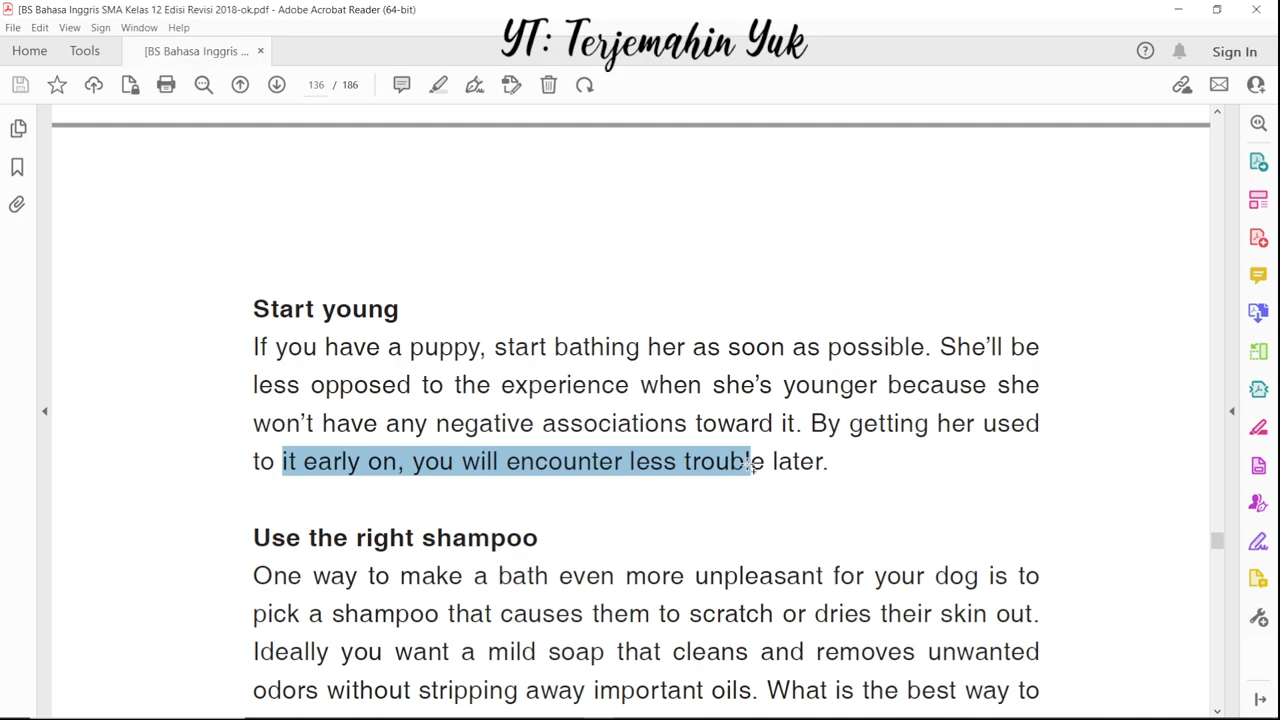 [BS Bahasa Inggris SMA Kelas 12 Edisi Revisi 2018-ok.pdf - Adobe Acrobat Reader (64-bit)
File Edit View Sign Window Help
YT: Terjemahin Yuk
Home Tools [BS Bahasa Inggris ... × Sign In
136 / 186
Start young
If you have a puppy, start bathing her as soon as possible. She’ll be
less opposed to the experience when she’s younger because she
won’t have any negative associations toward it. By getting her used
to it early on, you will encounter less trouble later.
Use the right shampoo
One way to make a bath even more unpleasant for your dog is to
pick a shampoo that causes them to scratch or dries their skin out.
Ideally you want a mild soap that cleans and removes unwanted
odors without stripping away important oils. What is the best way to